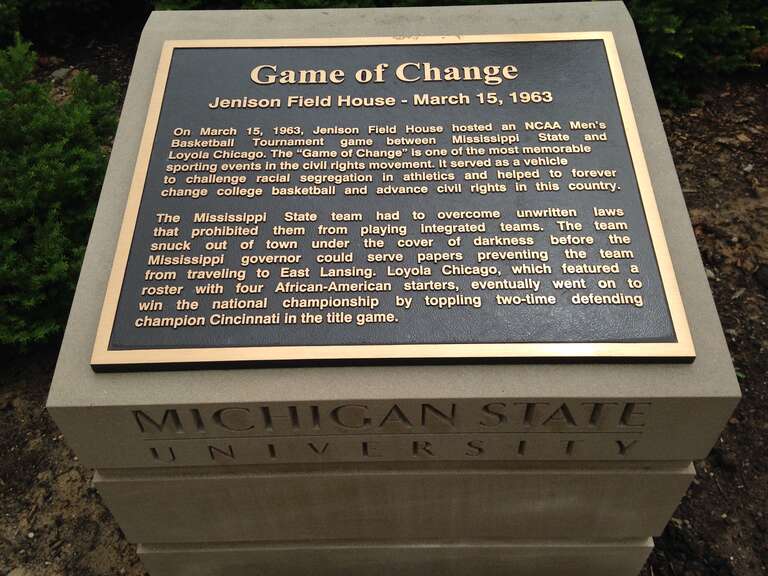 Game of Change
Jenison Field House - March 15, 1963
On March 15, 1963, Jenison Field House hosted an NCAA Men's
Basketball Tournament game between Mississippi State and
Loyola Chicago. The "Game of Change" is one of the most memorable
sporting events in the civil rights movement. It served as a vehicle
to challenge racial segregation in athletics and helped to forever
change college basketball and advance civil rights in this country.
The Mississippi State team had to overcome unwritten laws
that prohibited them from playing integrated teams. The team
snuck out of town under the cover of darkness before the
Mississippi governor could serve papers preventing the team
from traveling to East Lansing. Loyola Chicago, which featured a
roster with four African-American starters, eventually went on to
win the national championship by toppling two-time defending
champion Cincinnati in the title game.
MICHIGAN STATE
UNIVERSITY